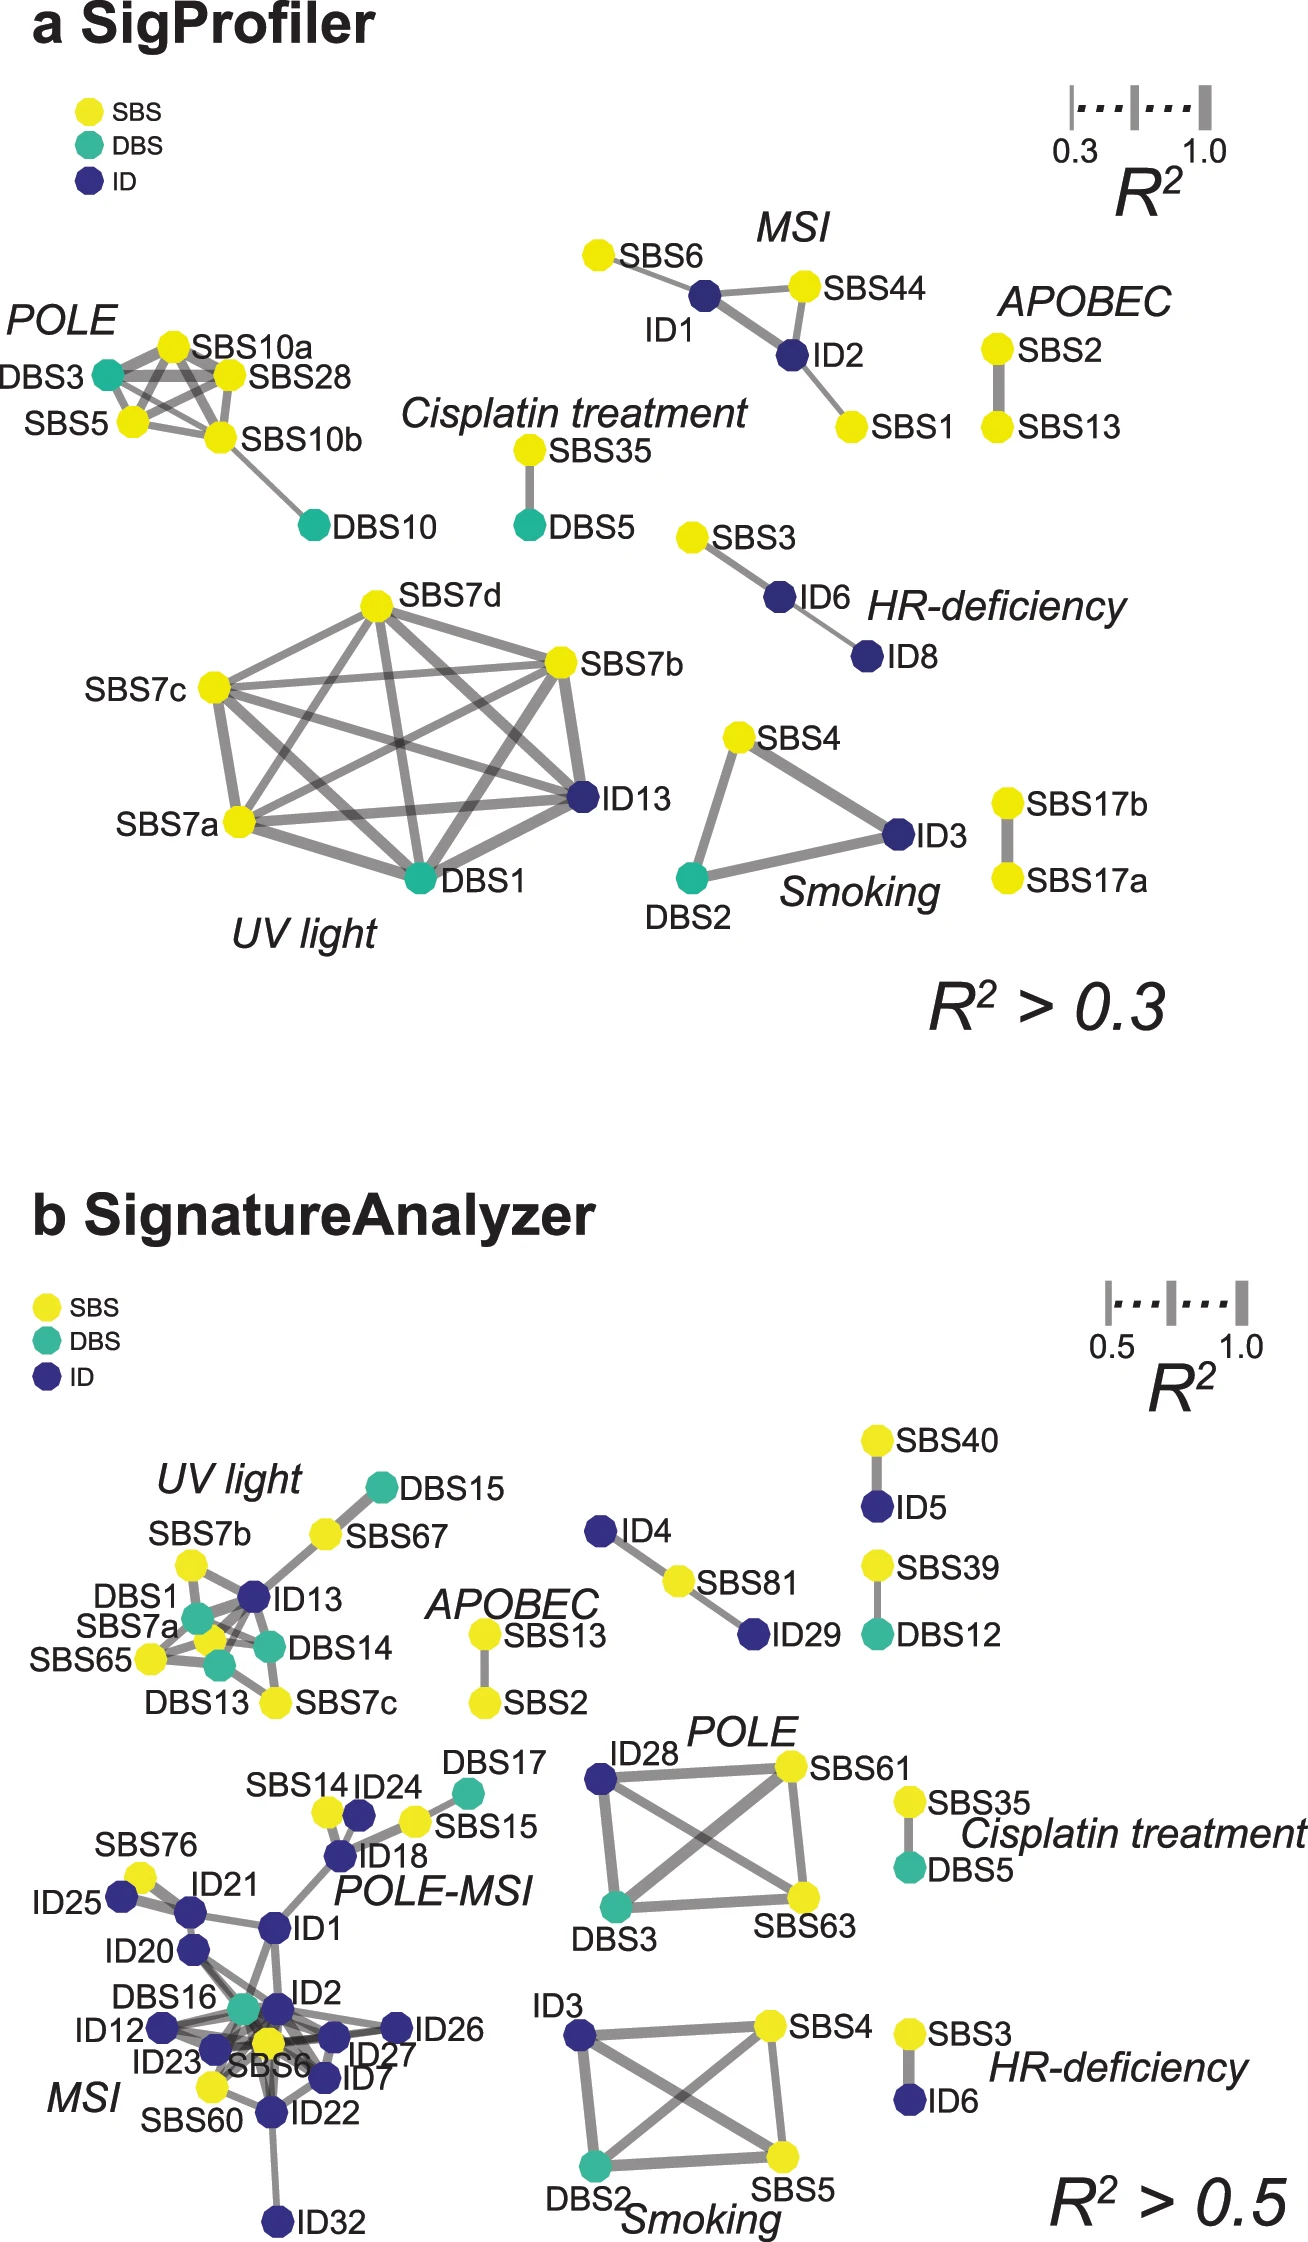 a SigProfiler
SBS
DBS
ID
0.3 1.0
R²
MSI
SBS6
SBS44
ID1
ID2
SBS1
APOBEC
SBS2
SBS13
POLE
SBS10a
DBS3
SBS28
SBS5
SBS10b
DBS10
Cisplatin treatment
SBS35
DBS5
SBS3
ID6
HR-deficiency
ID8
SBS7d
SBS7b
SBS7c
ID13
SBS7a
DBS1
UV light
SBS4
ID3
DBS2
Smoking
SBS17b
SBS17a
R² > 0.3
b SignatureAnalyzer
SBS
DBS
ID
0.5 1.0
R²
UV light
DBS15
SBS7b
SBS67
DBS1
ID13
SBS7a
SBS65
DBS14
DBS13
SBS7c
APOBEC
SBS13
SBS2
ID4
SBS81
ID29
SBS40
ID5
SBS39
DBS12
DBS17
SBS14
ID24
SBS15
ID18
POLE-MSI
SBS76
ID21
ID25
ID1
ID20
DBS16
ID2
ID12
ID26
ID23
SBS6
ID27
ID7
MSI
SBS60
ID22
ID32
POLE
ID28
SBS61
DBS3
SBS63
SBS35
Cisplatin treatment
DBS5
ID3
SBS4
DBS2
SBS5
Smoking
SBS3
HR-deficiency
ID6
R² > 0.5